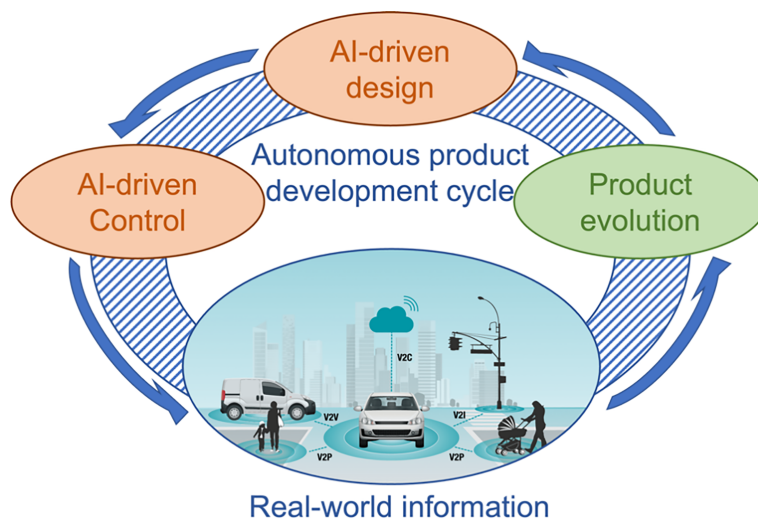 AI-driven
design
Autonomous product
development cycle
AI-driven
Control
Product
evolution
V2C
V2V
V2I
V2P
V2P
Real-world information